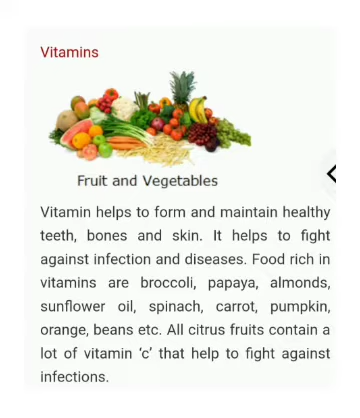 Vitamins
Fruit and Vegetables
Vitamin helps to form and maintain healthy
teeth, bones and skin. It helps to fight
against infection and diseases. Food rich in
vitamins are broccoli, papaya, almonds,
sunflower oil, spinach, carrot, pumpkin,
orange, beans etc. All citrus fruits contain a
lot of vitamin ‘c’ that help to fight against
infections.